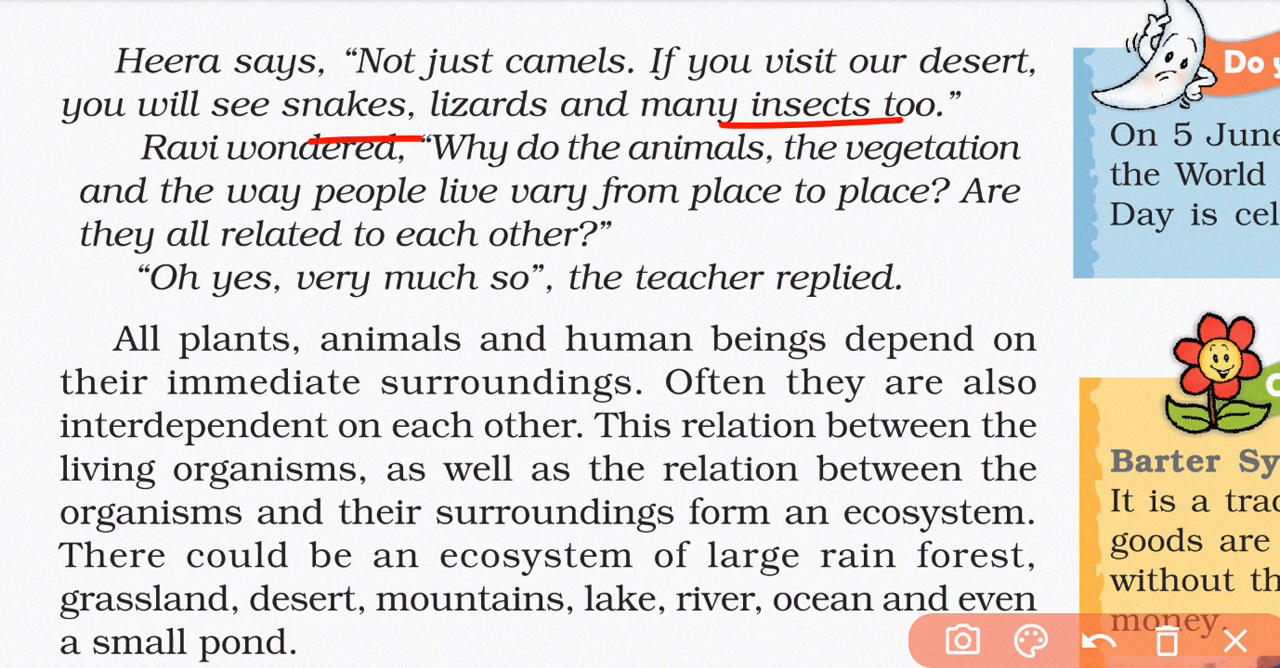 Heera says, “Not just camels. If you visit our desert,
you will see snakes, lizards and many insects too.”
Ravi wondered, “Why do the animals, the vegetation
and the way people live vary from place to place? Are
they all related to each other?”
“Oh yes, very much so”, the teacher replied.
All plants, animals and human beings depend on
their immediate surroundings. Often they are also
interdependent on each other. This relation between the
living organisms, as well as the relation between the
organisms and their surroundings form an ecosystem.
There could be an ecosystem of large rain forest,
grassland, desert, mountains, lake, river, ocean and even
a small pond.
Do
On 5 June
the World
Day is
Barter
It is a
goods are
without
money.